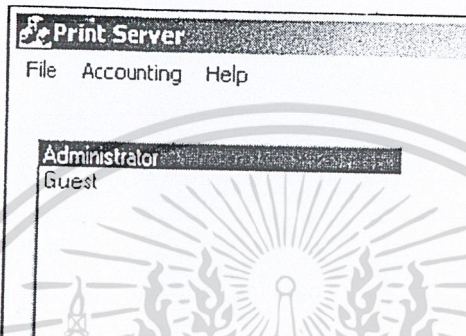 Print Server
File Accounting Help
Administrator
Guest